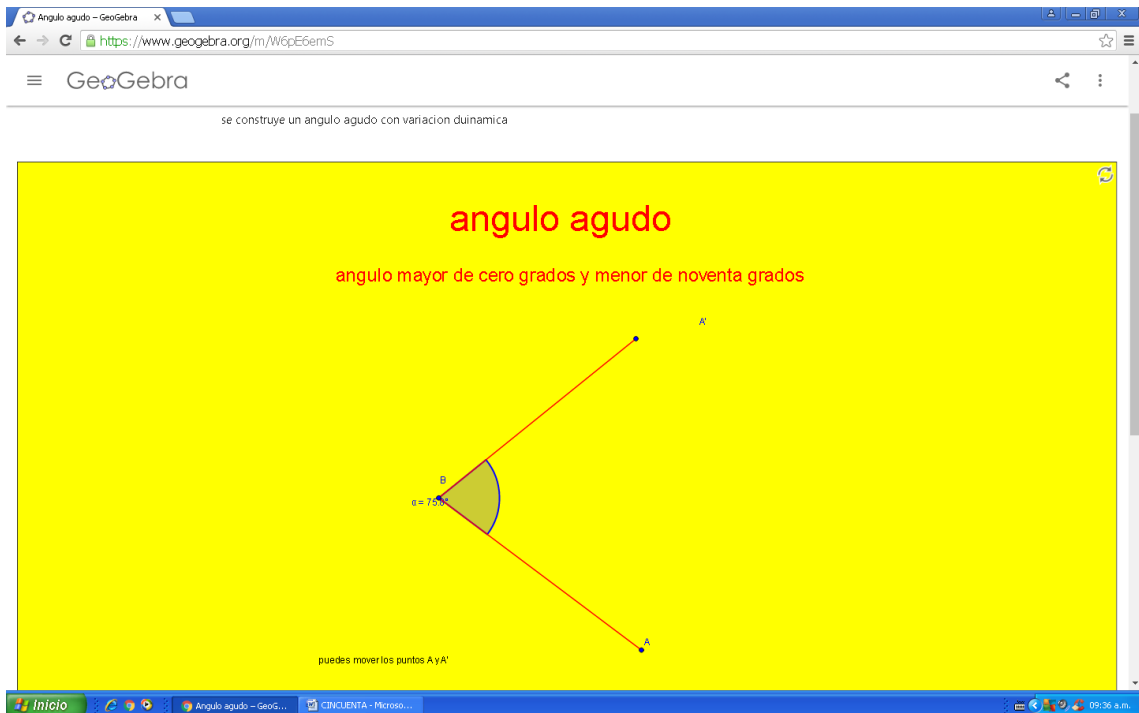 Angulo agudo – GeoGebra
https://www.geogebra.org/m/W6pE6emS
GeoGebra
se construye un angulo agudo con variacion duinamica
angulo agudo
angulo mayor de cero grados y menor de noventa grados
A'
B
α = 75.8°
A
puedes mover los puntos A y A'
Inicio
Angulo agudo – GeoG...
CINCUENTA - Microso...
09:36 a.m.